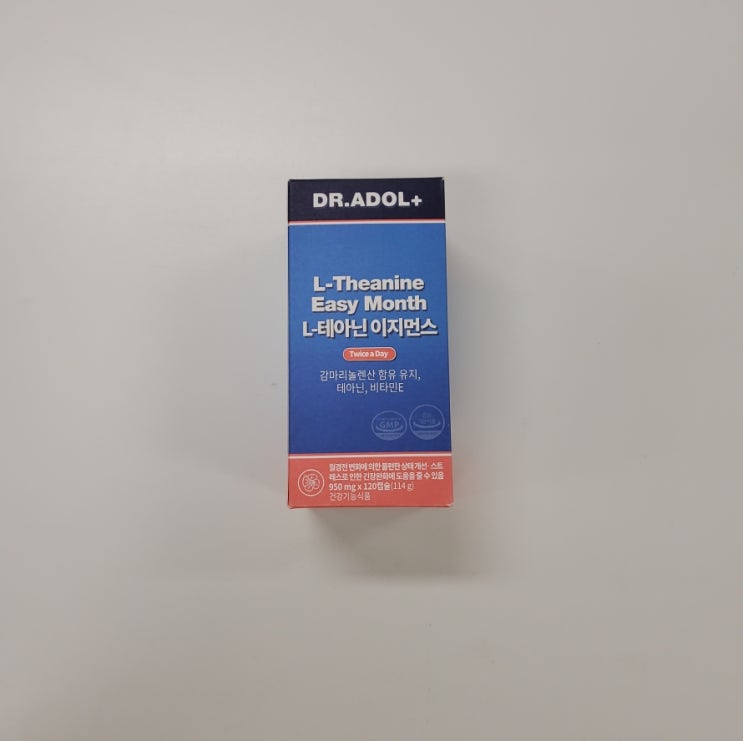 DR.ADOL+
L-Theanine
Easy Month
L-테아닌 이지먼스
Twice a Day
감마리놀렌산 함유 유지,
테아닌, 비타민E
GMP
월경전 변화에 의한 불편한 상태 개선 · 스트
레스로 인한 긴장완화에 도움을 줄 수 있음
950 mg x 120캡슐(114 g)
건강기능식품